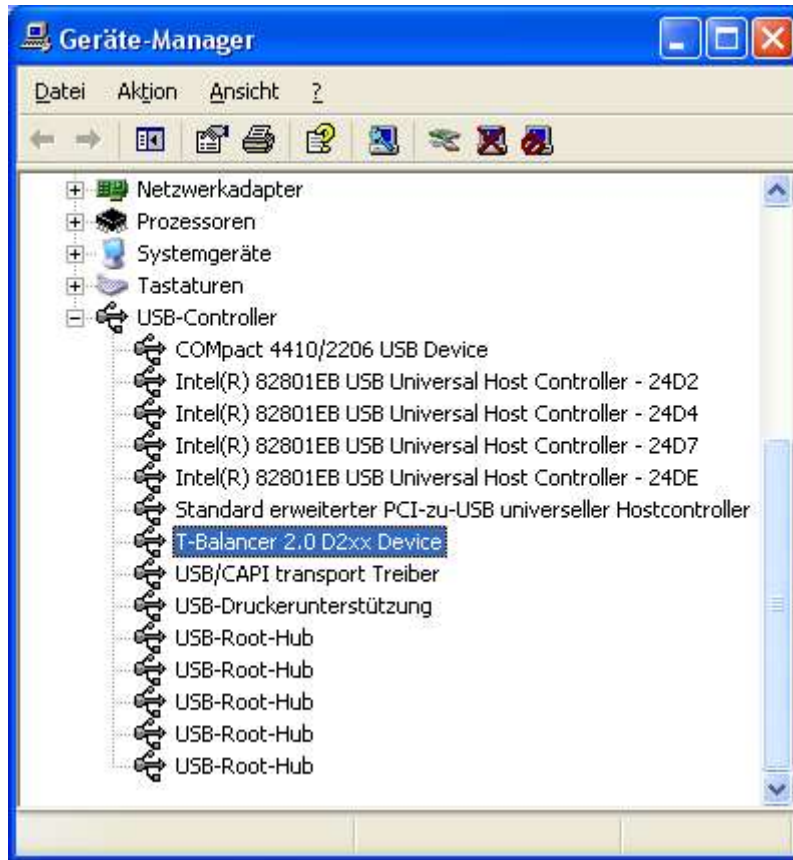 Geräte-Manager
Datei Aktion Ansicht ?
Netzwerkadapter
Prozessoren
Systemgeräte
Tastaturen
USB-Controller
COMpact 4410/2206 USB Device
Intel(R) 82801EB USB Universal Host Controller - 24D2
Intel(R) 82801EB USB Universal Host Controller - 24D4
Intel(R) 82801EB USB Universal Host Controller - 24D7
Intel(R) 82801EB USB Universal Host Controller - 24DE
Standard erweiterter PCI-zu-USB universeller Hostcontroller
T-Balancer 2.0 D2xx Device
USB/CAPI transport Treiber
USB-Druckerunterstützung
USB-Root-Hub
USB-Root-Hub
USB-Root-Hub
USB-Root-Hub
USB-Root-Hub